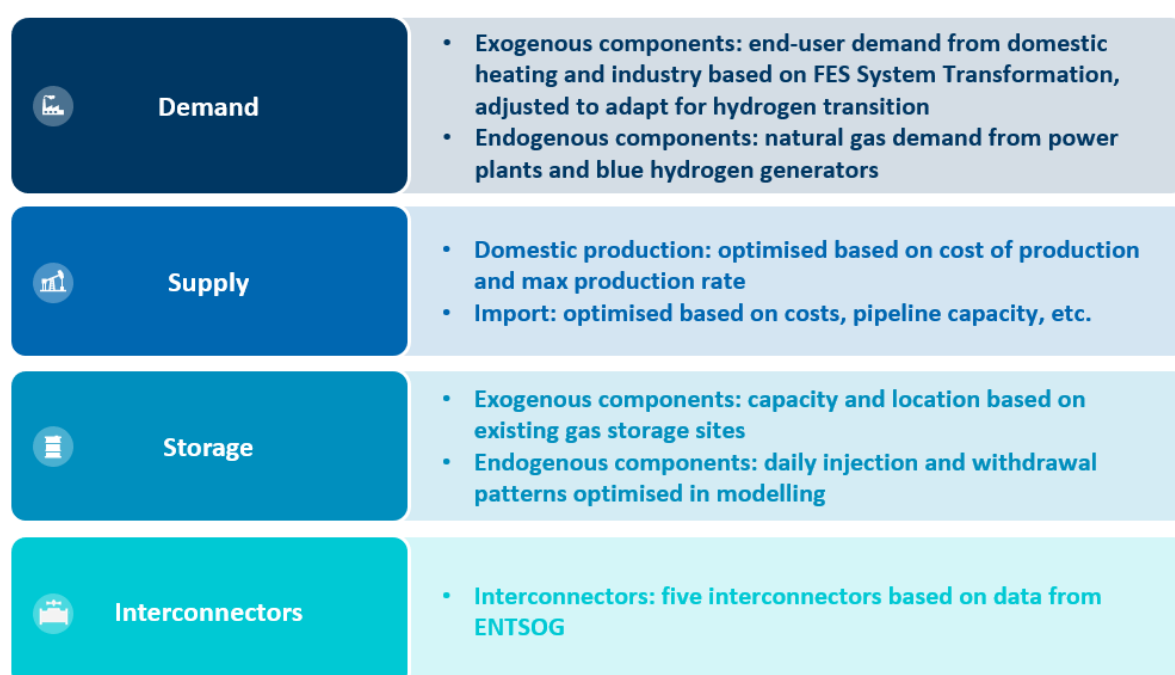 Demand
• Exogenous components: end-user demand from domestic
heating and industry based on FES System Transformation,
adjusted to adapt for hydrogen transition
• Endogenous components: natural gas demand from power
plants and blue hydrogen generators
Supply
• Domestic production: optimised based on cost of production
and max production rate
• Import: optimised based on costs, pipeline capacity, etc.
Storage
• Exogenous components: capacity and location based on
existing gas storage sites
• Endogenous components: daily injection and withdrawal
patterns optimised in modelling
Interconnectors
• Interconnectors: five interconnectors based on data from
ENTSOG